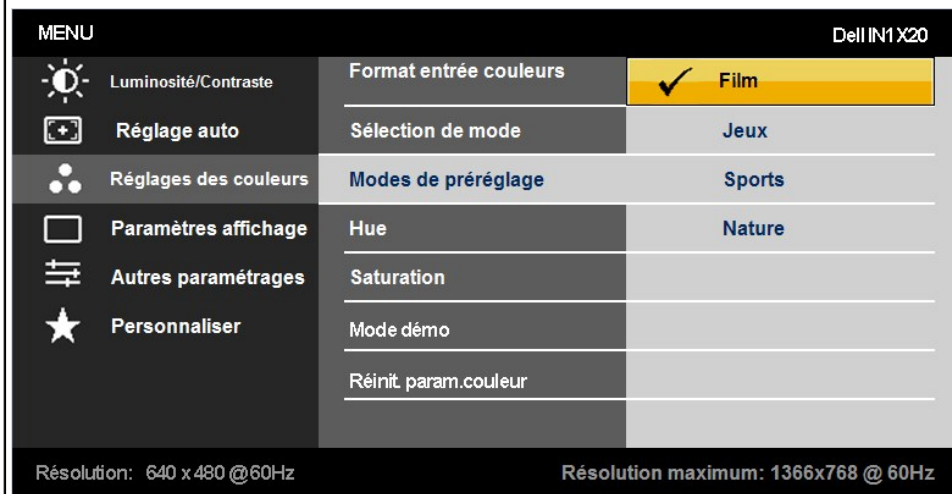 MENU Dell IN1X20
Luminosité/Contraste Format entrée couleurs Film
Réglage auto Sélection de mode Jeux
Réglages des couleurs Modes de préréglage Sports
Paramètres affichage Hue Nature
Autres paramétrages Saturation
Personnaliser Mode démo
Réinit. param.couleur
Résolution: 640 x 480 @60Hz Résolution maximum: 1366x768 @ 60Hz